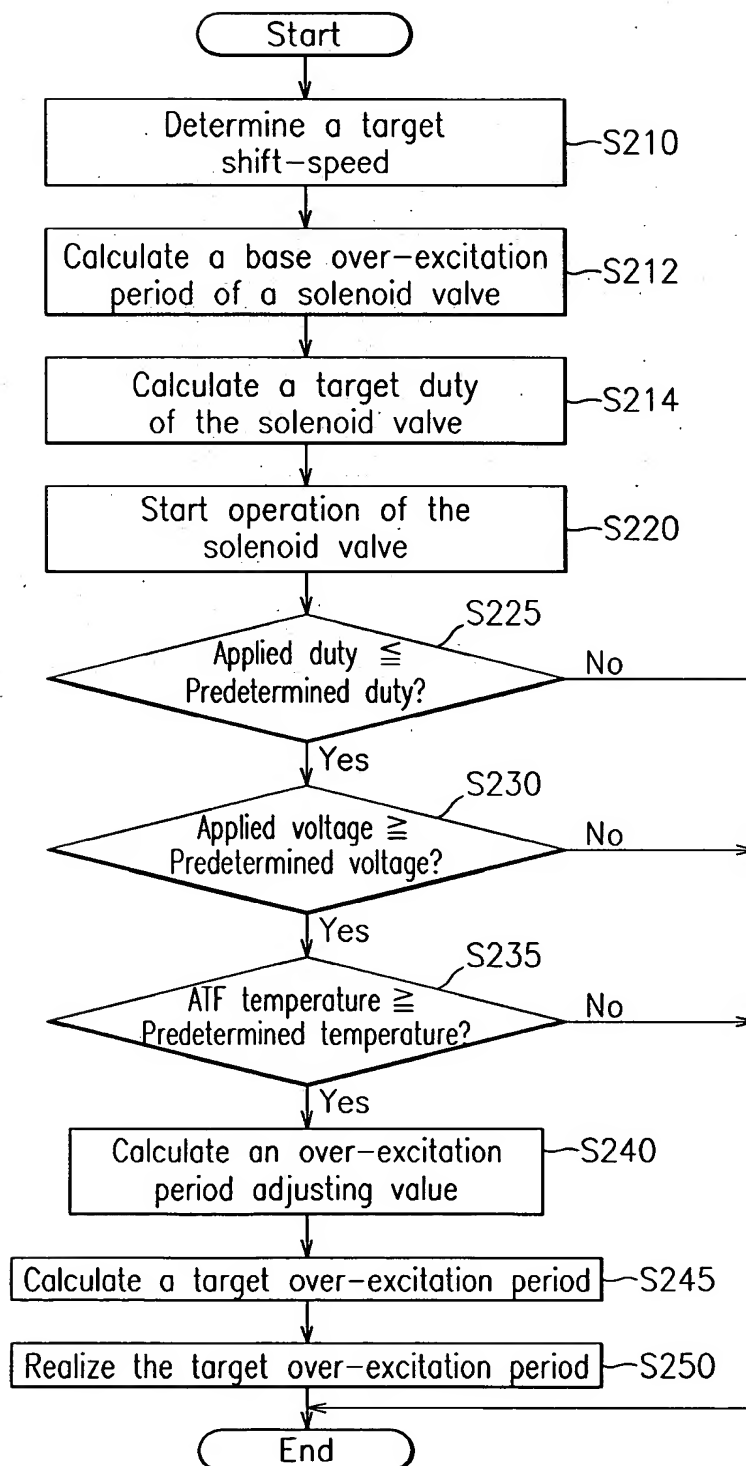 Start
Determine a target
shift-speed
S210
Calculate a base over-excitation
period of a solenoid valve
S212
Calculate a target duty
of the solenoid valve
S214
Start operation of the
solenoid valve
S220
S225
Applied duty ≦
Predetermined duty?
No
Yes
S230
Applied voltage ≧
Predetermined voltage?
No
Yes
S235
ATF temperature ≧
Predetermined temperature?
No
Yes
Calculate an over-excitation
period adjusting value
S240
Calculate a target over-excitation period
S245
Realize the target over-excitation period
S250
End